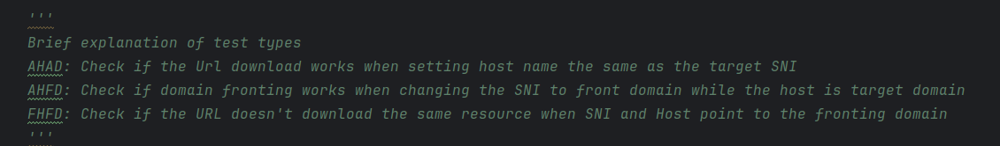 '''
Brief explanation of test types
AHAD: Check if the Url download works when setting host name the same as the target SNI
AHFD: Check if domain fronting works when changing the SNI to front domain while the host is target domain
FHFD: Check if the URL doesn't download the same resource when SNI and Host point to the fronting domain
'''